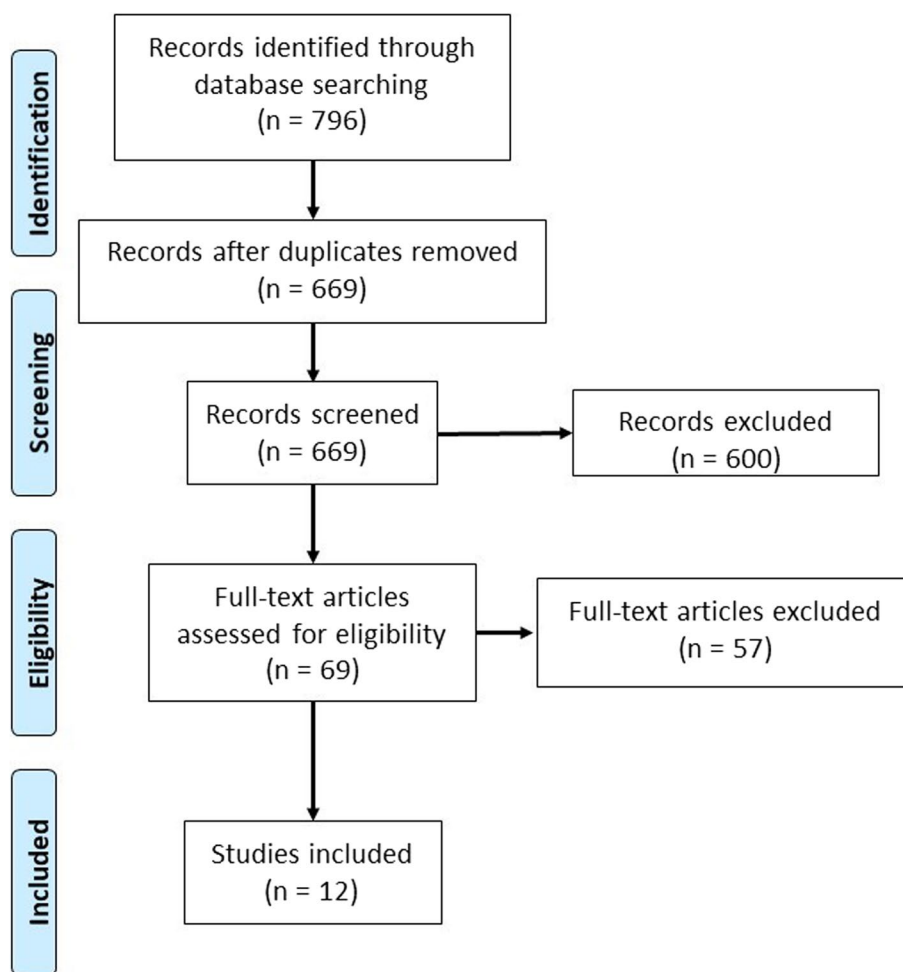 Identification
Records identified through
database searching
(n = 796)
Records after duplicates removed
(n = 669)
Screening
Records screened
(n = 669)
Records excluded
(n = 600)
Eligibility
Full-text articles
assessed for eligibility
(n = 69)
Full-text articles excluded
(n = 57)
Included
Studies included
(n = 12)